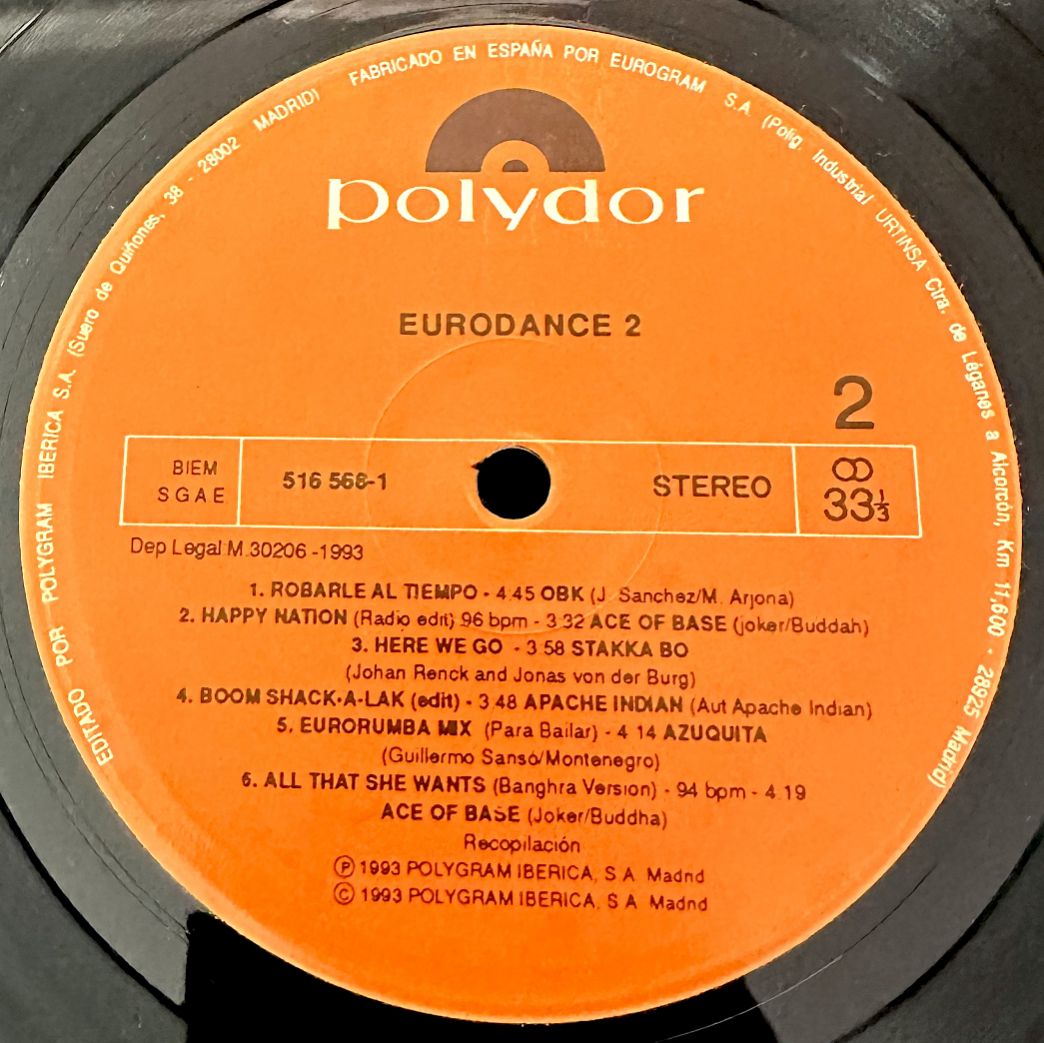 EDITADO POR POLYGRAM IBERICA S.A. (Suero de Quiñones, 38 - 28002 MADRID) FABRICADO EN ESPAÑA POR EUROGRAM S.A. (Polig. Industrial URTINSA Ctra. de Léganes a Alcorcón, Km 11,600 - 28925 Madrid)
polydor
EURODANCE 2
2
BIEM
SGAE
516 568-1
STEREO
33⅓
Dep Legal M.30206-1993
1. ROBARLE AL TIEMPO - 4.45 OBK (J. Sanchez/M. Arjona)
2. HAPPY NATION (Radio edit) 96 bpm - 3.32 ACE OF BASE (joker/Buddah)
3. HERE WE GO - 3.58 STAKKA BO
(Johan Renck and Jonas von der Burg)
4. BOOM SHACK-A-LAK (edit) - 3.48 APACHE INDIAN (Aut Apache Indian)
5. EURORUMBA MIX (Para Bailar) - 4 14 AZUQUITA
(Guillermo Sansó/Montenegro)
6. ALL THAT SHE WANTS (Banghra Version) - 94 bpm - 4.19
ACE OF BASE (Joker/Buddha)
Recopilación
Ⓟ 1993 POLYGRAM IBERICA, S.A. Madrid
© 1993 POLYGRAM IBERICA, S.A. Madrid